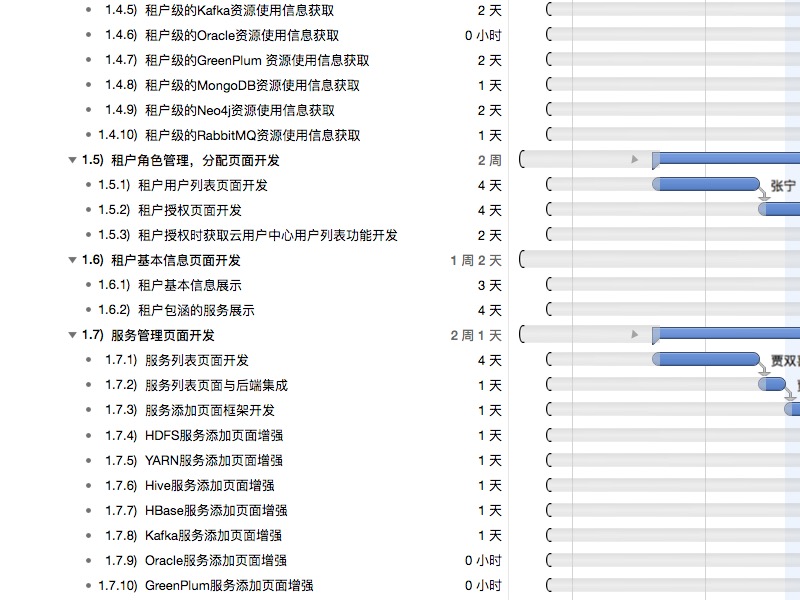 1.4.5) 租户级的Kafka资源使用信息获取 2 天
1.4.6) 租户级的Oracle资源使用信息获取 0 小时
1.4.7) 租户级的GreenPlum 资源使用信息获取 2 天
1.4.8) 租户级的MongoDB资源使用信息获取 1 天
1.4.9) 租户级的Neo4j资源使用信息获取 2 天
1.4.10) 租户级的RabbitMQ资源使用信息获取 1 天
1.5) 租户角色管理，分配页面开发 2 周
1.5.1) 租户用户列表页面开发 4 天 张宁
1.5.2) 租户授权页面开发 4 天
1.5.3) 租户授权时获取云用户中心用户列表功能开发 2 天
1.6) 租户基本信息页面开发 1 周 2 天
1.6.1) 租户基本信息展示 3 天
1.6.2) 租户包涵的服务展示 4 天
1.7) 服务管理页面开发 2 周 1 天
1.7.1) 服务列表页面开发 4 天 贾双
1.7.2) 服务列表页面与后端集成 1 天
1.7.3) 服务添加页面框架开发 1 天
1.7.4) HDFS服务添加页面增强 1 天
1.7.5) YARN服务添加页面增强 1 天
1.7.6) Hive服务添加页面增强 1 天
1.7.7) HBase服务添加页面增强 1 天
1.7.8) Kafka服务添加页面增强 1 天
1.7.9) Oracle服务添加页面增强 0 小时
1.7.10) GreenPlum服务添加页面增强 0 小时